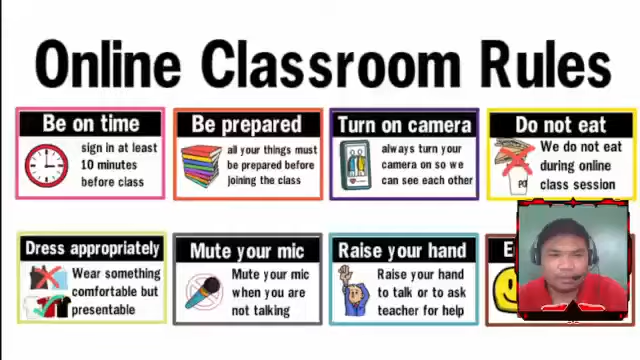 Online Classroom Rules
Be on time
sign in at least
10 minutes
before class
Be prepared
all your things must
be prepared before
joining the class
Turn on camera
always turn your
camera on so we
can see each other
Do not eat
We do not eat
during online
class session
Dress appropriately
Wear something
comfortable but
presentable
Mute your mic
Mute your mic
when you are
not talking
Raise your hand
Raise your hand
to talk or to ask
teacher for help